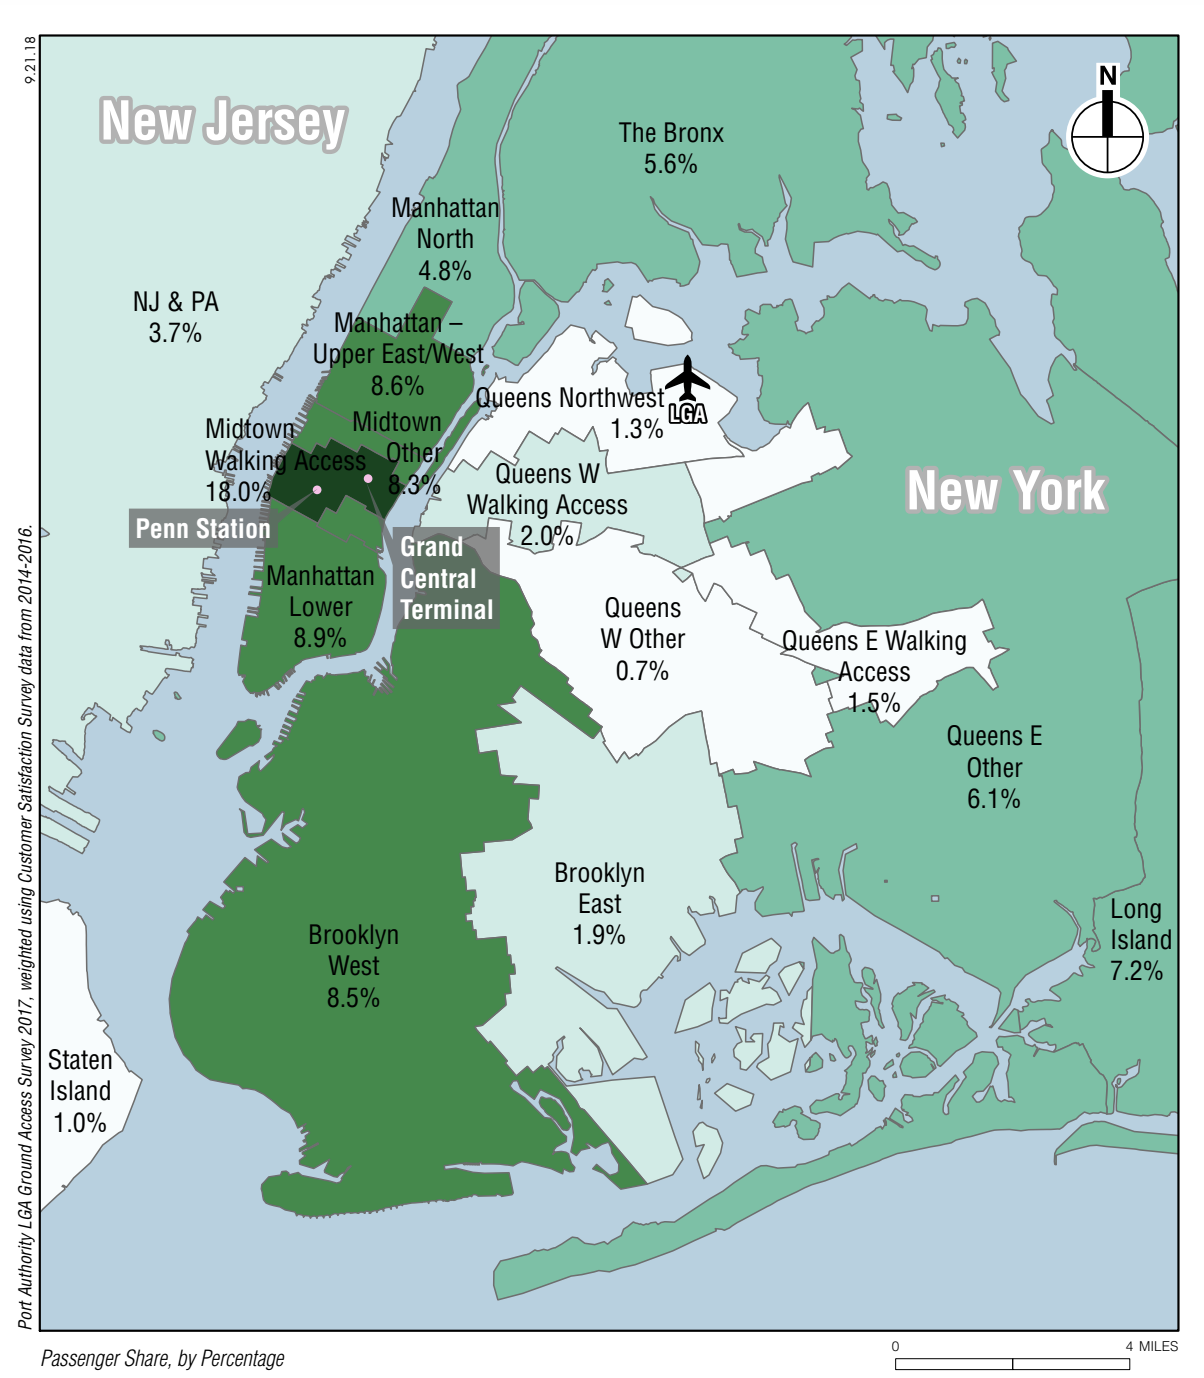 9.21.18
New Jersey
N
The Bronx
5.6%
Manhattan
North
4.8%
NJ & PA
3.7%
Manhattan –
Upper East/West
8.6%
Queens Northwest
1.3%
LGA
Midtown
Walking Access
18.0%
Midtown
Other
8.3%
Queens W
Walking Access
2.0%
New York
Penn Station
Grand
Central
Terminal
Manhattan
Lower
8.9%
Queens
W Other
0.7%
Queens E Walking
Access
1.5%
Queens E
Other
6.1%
Brooklyn
East
1.9%
Long
Island
7.2%
Brooklyn
West
8.5%
Staten
Island
1.0%
Port Authority LGA Ground Access Survey 2017, weighted using Customer Satisfaction Survey data from 2014-2016.
Passenger Share, by Percentage
0 4 MILES